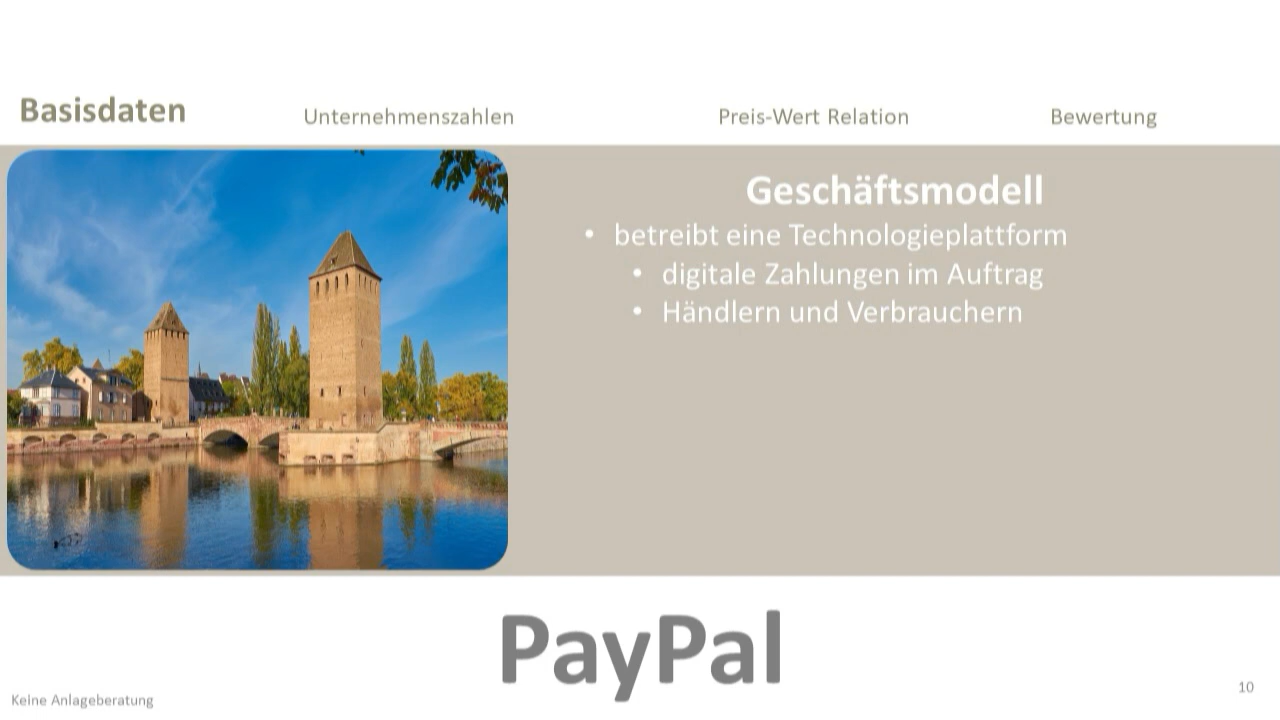 Basisdaten
Unternehmenszahlen
Preis-Wert Relation
Bewertung
Geschäftsmodell
• betreibt eine Technologieplattform
• digitale Zahlungen im Auftrag
• Händlern und Verbrauchern
PayPal
Keine Anlageberatung
10